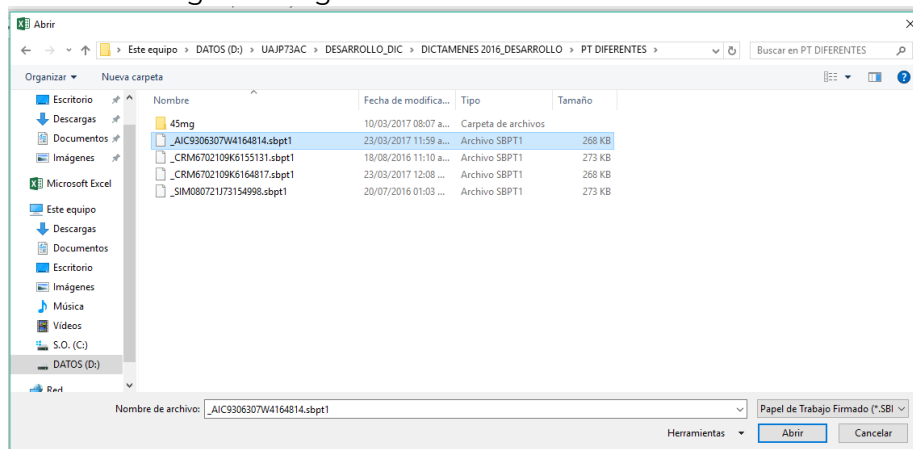 Abrir
Este equipo > DATOS (D:) > UAJP73AC > DESARROLLO_DIC > DICTAMENES 2016_DESARROLLO > PT DIFERENTES >
Buscar en PT DIFERENTES
Organizar
Nueva carpeta
Escritorio
Descargas
Documentos
Imágenes
Microsoft Excel
Este equipo
Descargas
Documentos
Escritorio
Imágenes
Música
Vídeos
S.O. (C:)
DATOS (D:)
Red
Nombre Fecha de modifica... Tipo Tamaño
45mg 10/03/2017 08:07 a... Carpeta de archivos
_AIC9306307W4164814.sbpt1 23/03/2017 11:59 a... Archivo SBPT1 268 KB
_CRM6702109K6155131.sbpt1 18/08/2016 11:10 a... Archivo SBPT1 273 KB
_CRM6702109K6164817.sbpt1 23/03/2017 12:08 ... Archivo SBPT1 268 KB
_SIM080721J73154998.sbpt1 20/07/2016 01:03 ... Archivo SBPT1 273 KB
Nombre de archivo: _AIC9306307W4164814.sbpt1
Papel de Trabajo Firmado (*.SBI
Herramientas
Abrir
Cancelar